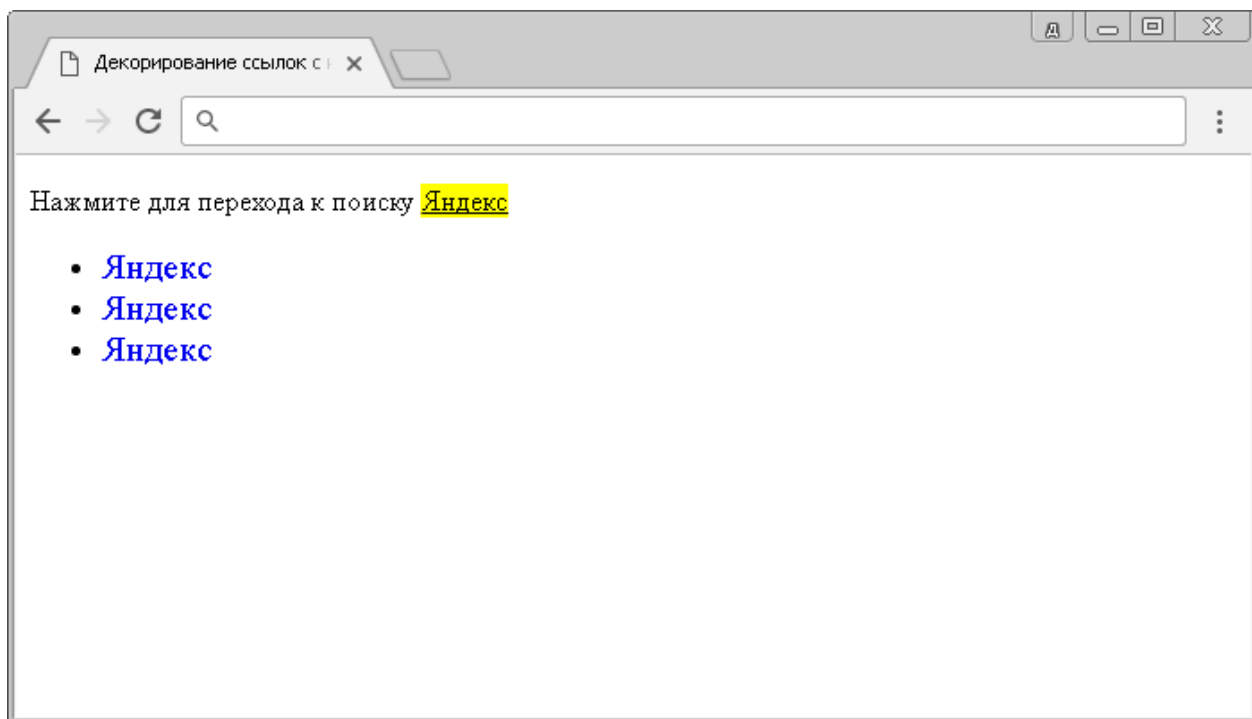 Декорирование ссылок с
Нажмите для перехода к поиску Яндекс
Яндекс
Яндекс
Яндекс